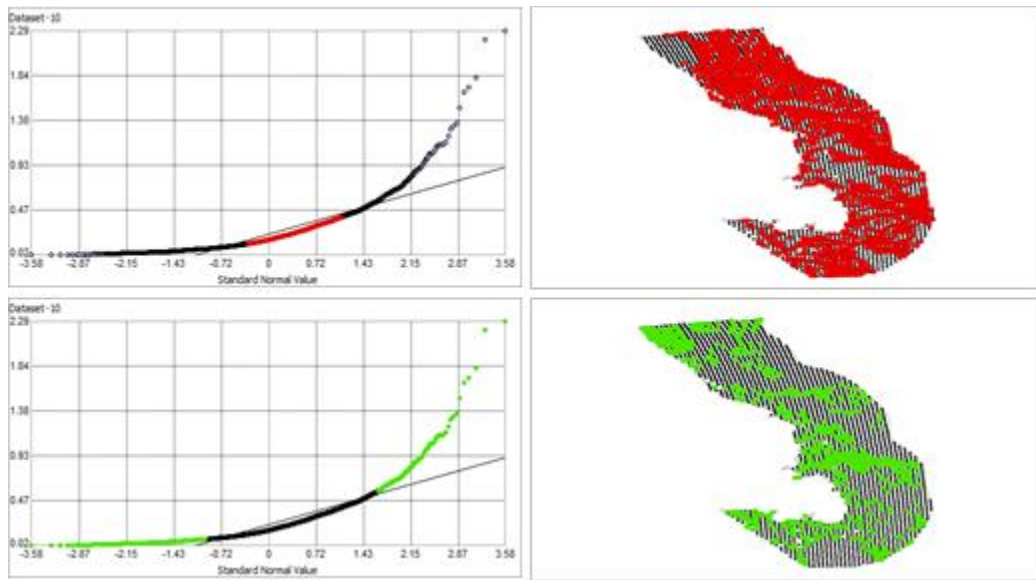 Dataset · 10
2.29
1.84
1.38
0.93
0.47
0.02
-3.58 -2.87 -2.15 -1.43 -0.72 0 0.72 1.43 2.15 2.87 3.58
Standard Normal Value
Dataset · 10
2.29
1.84
1.38
0.93
0.47
0.02
-3.58 -2.87 -2.15 -1.43 -0.72 0 0.72 1.43 2.15 2.87 3.58
Standard Normal Value